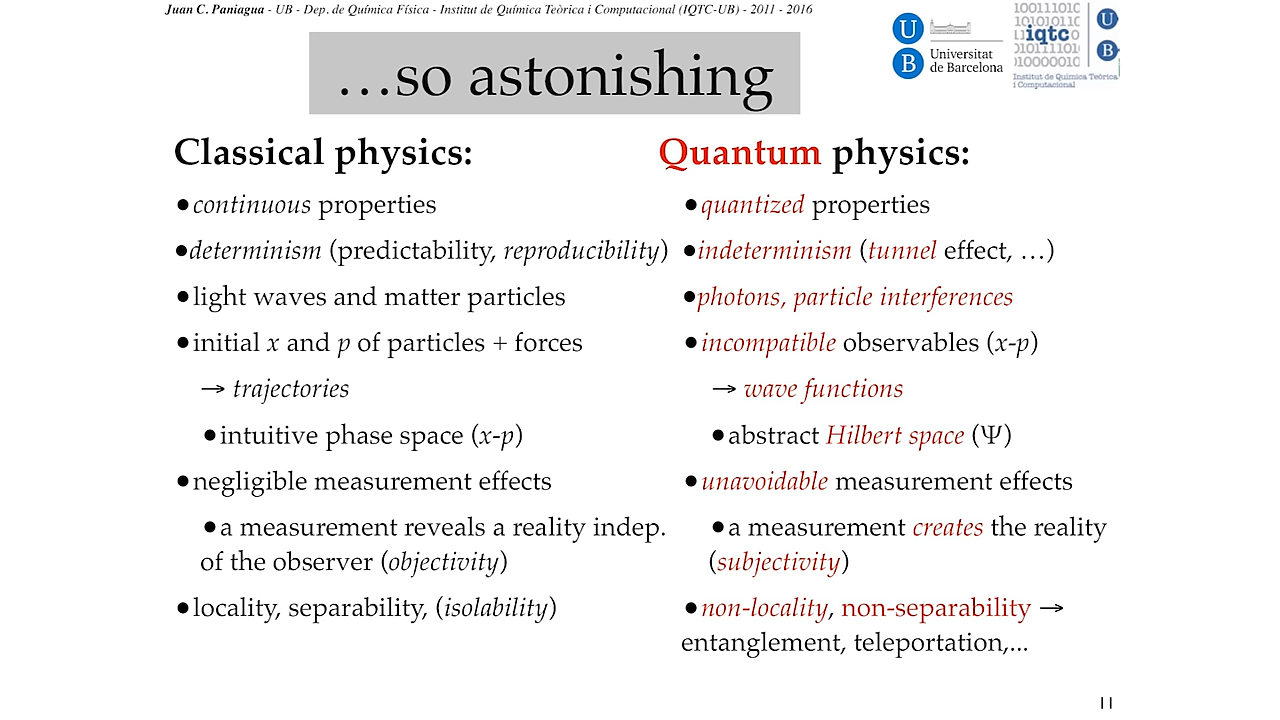 Juan C. Paniagua - UB - Dep. de Química Física - Institut de Química Teòrica i Computacional (IQTC-UB) - 2011 - 2016
U
B
Universitat
de Barcelona
iqtc
U
B
Institut de Química Teòrica
i Computacional
…so astonishing
Classical physics:
•continuous properties
•determinism (predictability, reproducibility)
•light waves and matter particles
•initial x and p of particles + forces
→ trajectories
•intuitive phase space (x-p)
•negligible measurement effects
•a measurement reveals a reality indep.
of the observer (objectivity)
•locality, separability, (isolability)
Quantum physics:
•quantized properties
•indeterminism (tunnel effect, …)
•photons, particle interferences
•incompatible observables (x-p)
→ wave functions
•abstract Hilbert space (Ψ)
•unavoidable measurement effects
•a measurement creates the reality
(subjectivity)
•non-locality, non-separability →
entanglement, teleportation,...
11